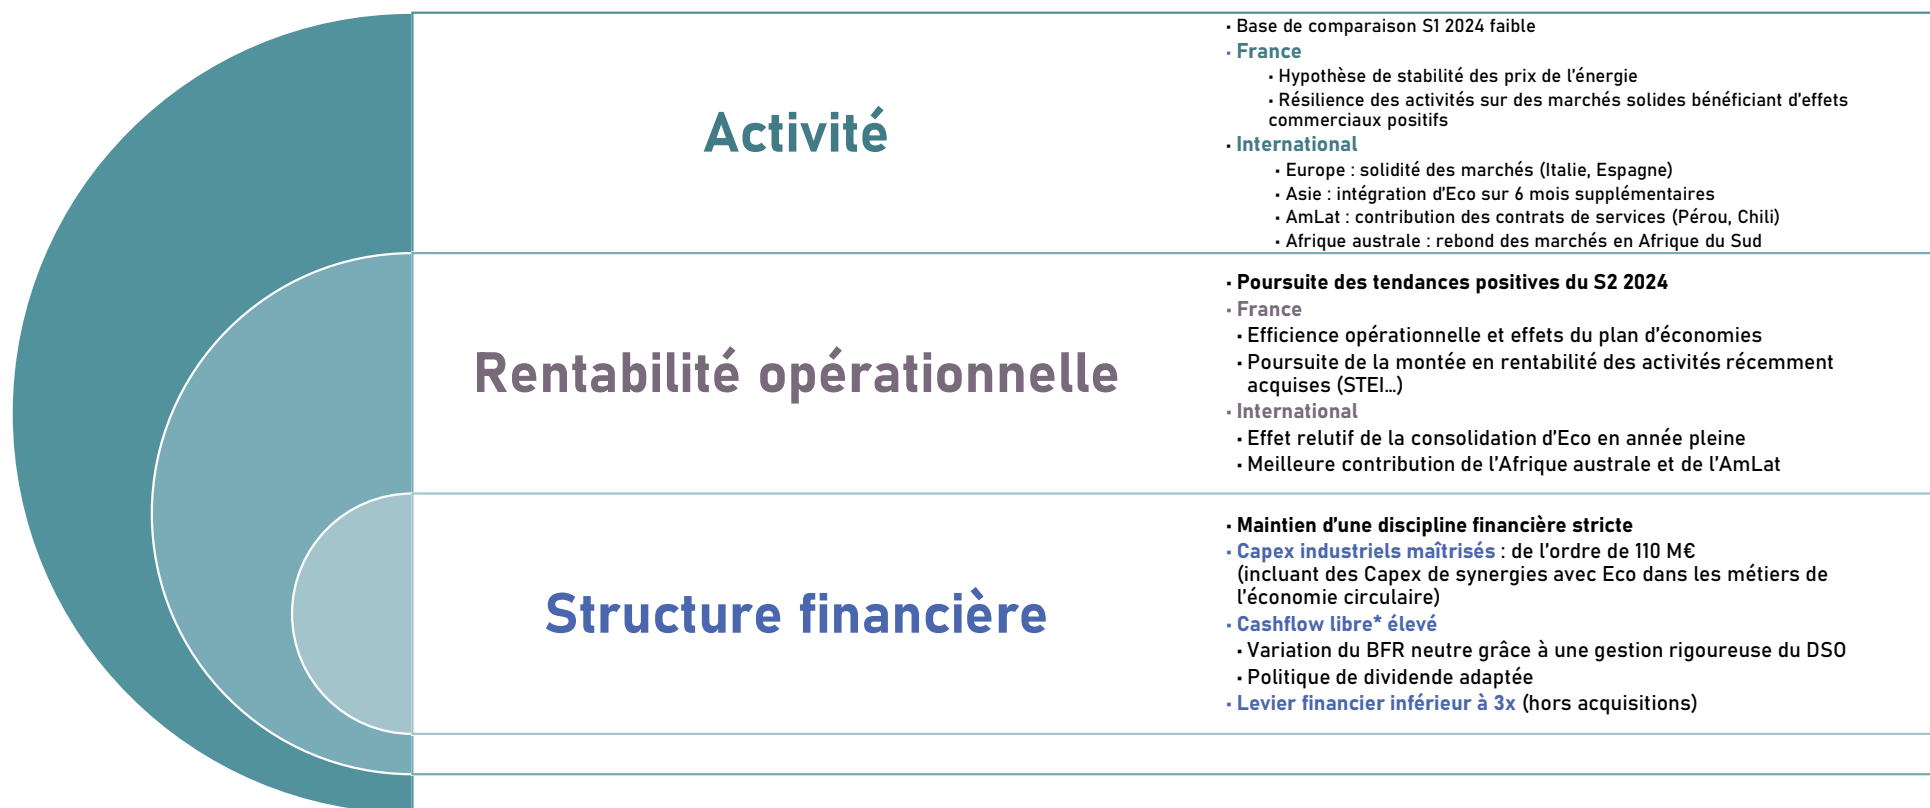 Activité
· Base de comparaison S1 2024 faible
· France
· Hypothèse de stabilité des prix de l'énergie
· Résilience des activités sur des marchés solides bénéficiant d'effets
commerciaux positifs
· International
· Europe : solidité des marchés (Italie, Espagne)
· Asie : intégration d'Eco sur 6 mois supplémentaires
· AmLat : contribution des contrats de services (Pérou, Chili)
· Afrique australe : rebond des marchés en Afrique du Sud
Rentabilité opérationnelle
· Poursuite des tendances positives du S2 2024
· France
· Efficience opérationnelle et effets du plan d'économies
· Poursuite de la montée en rentabilité des activités récemment
acquises (STEI…)
· International
· Effet relutif de la consolidation d'Eco en année pleine
· Meilleure contribution de l'Afrique australe et de l'AmLat
Structure financière
· Maintien d'une discipline financière stricte
· Capex industriels maîtrisés : de l'ordre de 110 M€
(incluant des Capex de synergies avec Eco dans les métiers de
l'économie circulaire)
· Cashflow libre* élevé
· Variation du BFR neutre grâce à une gestion rigoureuse du DSO
· Politique de dividende adaptée
· Levier financier inférieur à 3x (hors acquisitions)